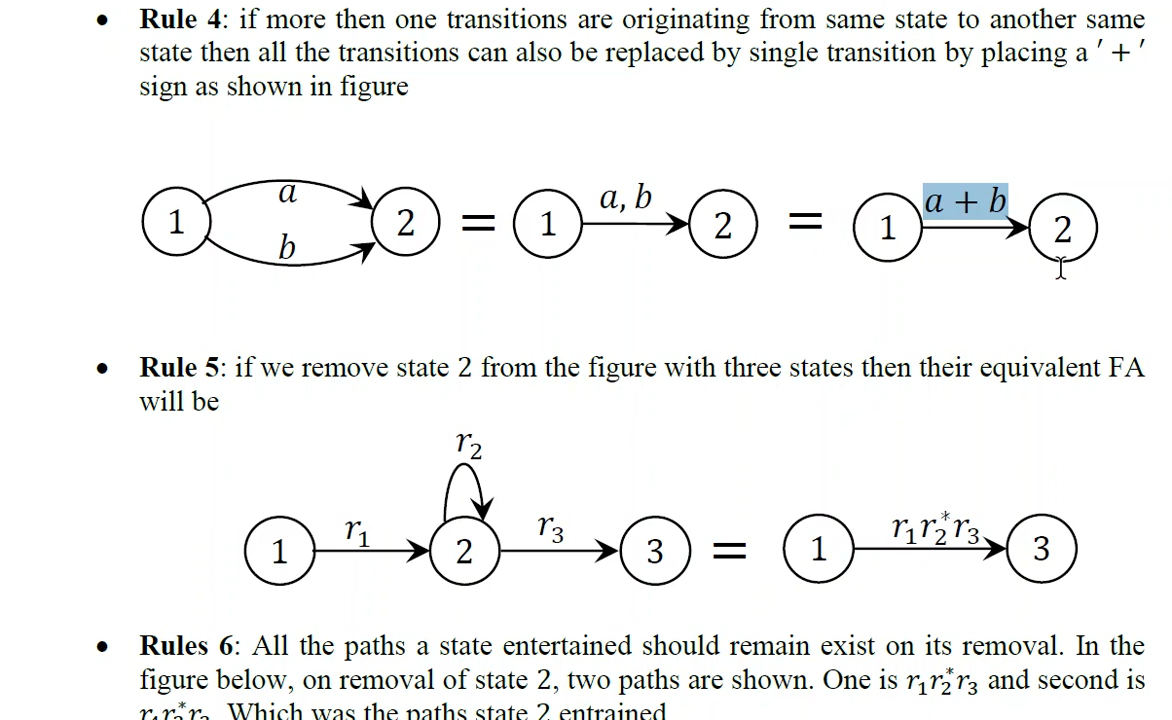 • Rule 4: if more then one transitions are originating from same state to another same
state then all the transitions can also be replaced by single transition by placing a ′ + ′
sign as shown in figure
a
a, b
a + b
1 2 = 1 2 = 1 2
b
• Rule 5: if we remove state 2 from the figure with three states then their equivalent FA
will be
r₂
r₁ r₃ r₁r₂*r₃
1 2 3 = 1 3
• Rules 6: All the paths a state entertained should remain exist on its removal. In the
figure below, on removal of state 2, two paths are shown. One is r₁r₂*r₃ and second is
Which was the paths state 2 entrained